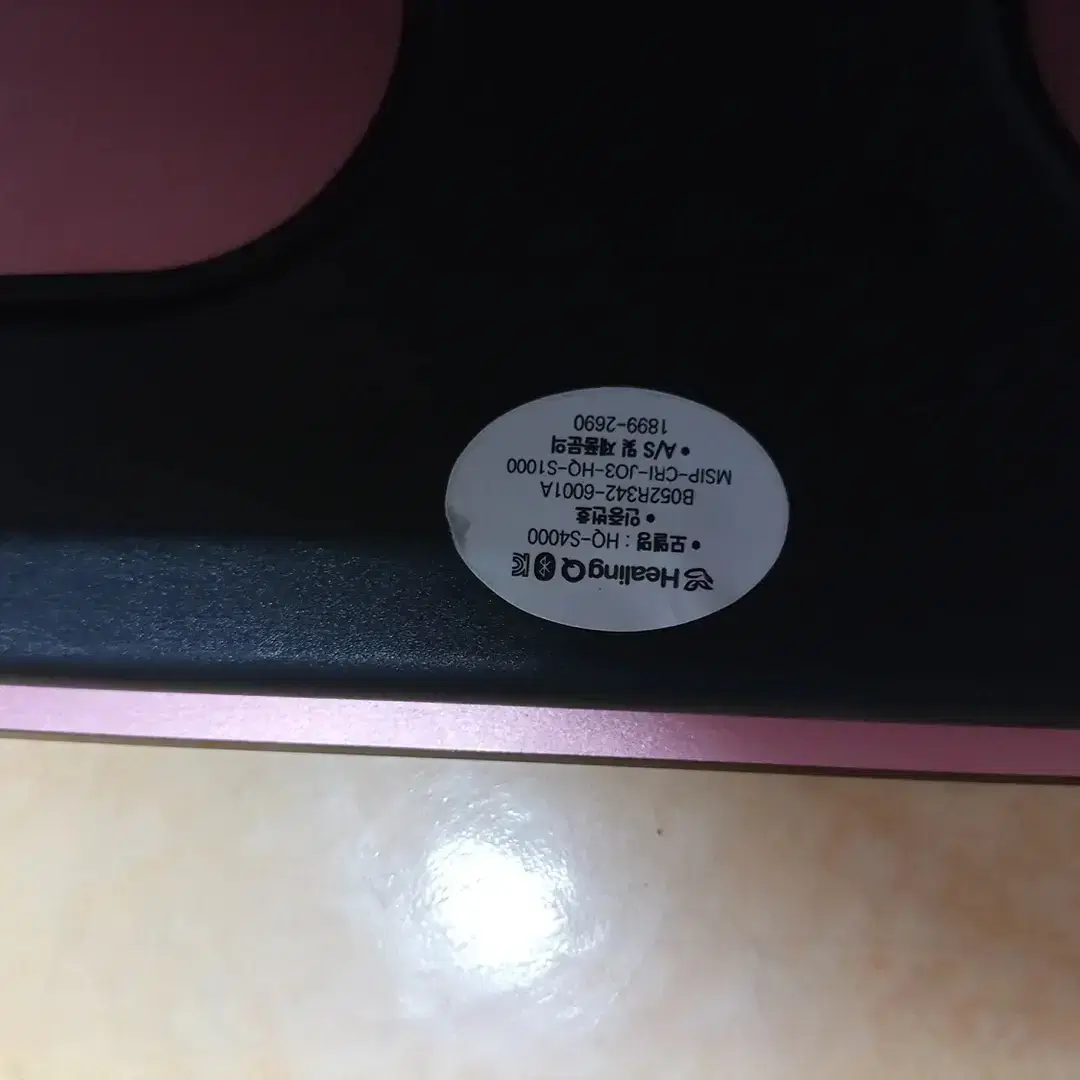 HealingQ
• 모델명 : HQ-S4000
• 인증번호
B052R342-6001A
MSIP-CRI-JO3-HQ-S1000
• A/S 및 제품문의
1899-2690